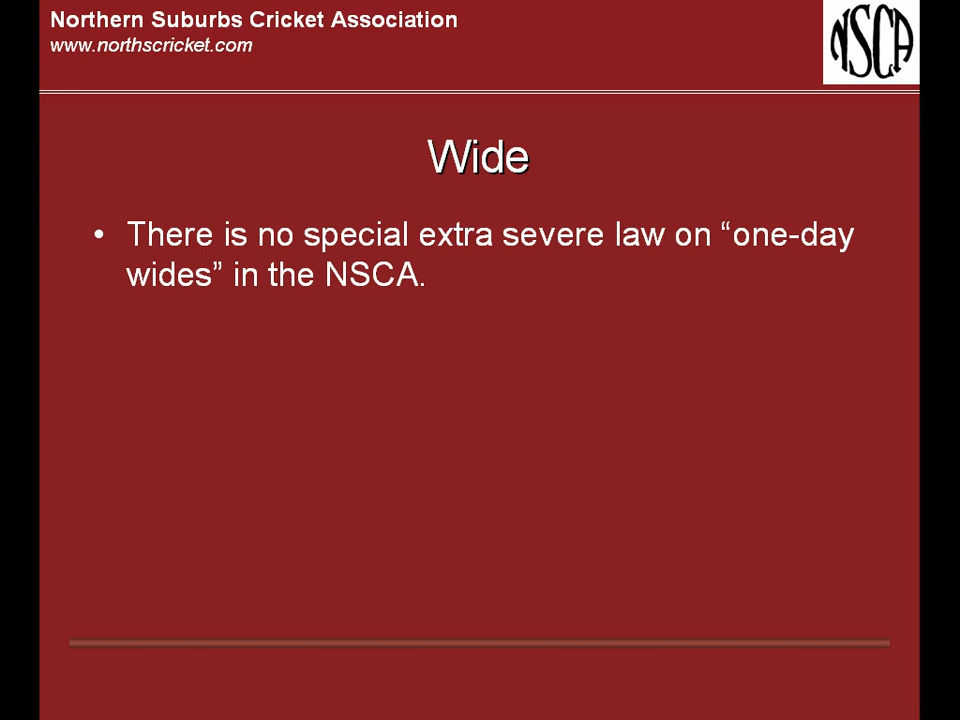 Northern Suburbs Cricket Association
www.northscricket.com
NSCA
Wide
• There is no special extra severe law on “one-day
wides” in the NSCA.